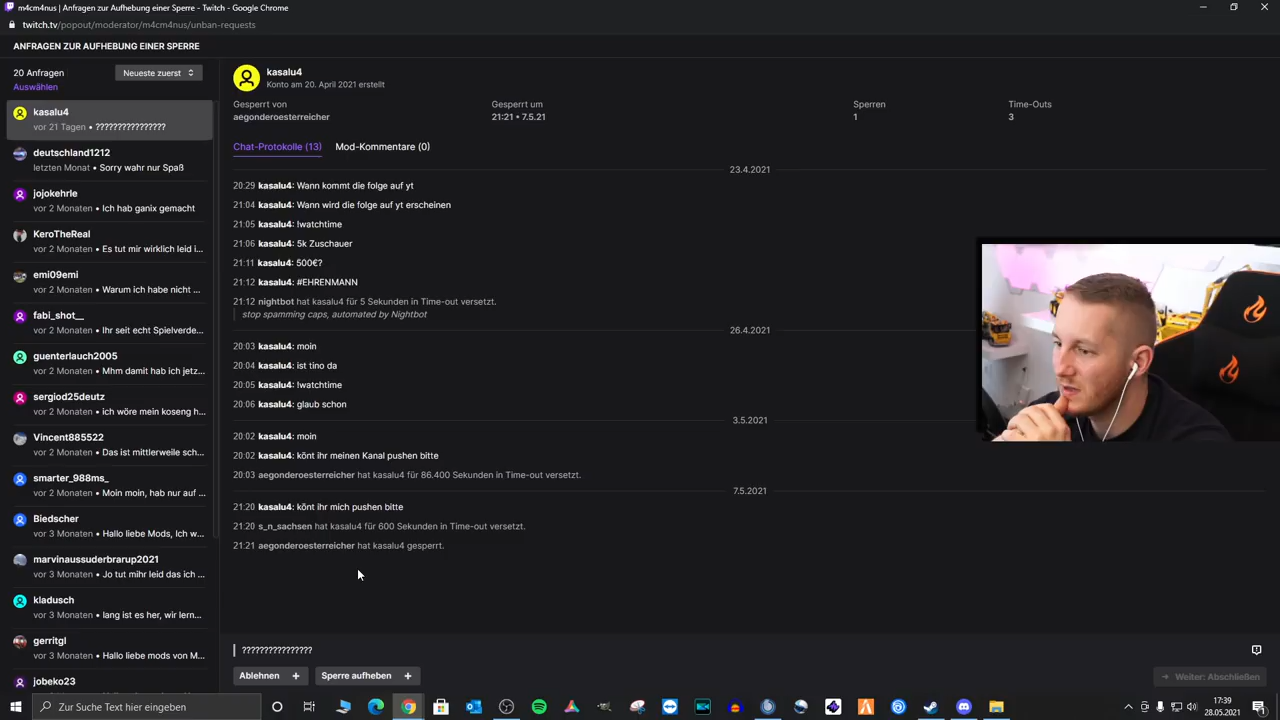 m4cm4nus | Anfragen zur Aufhebung einer Sperre - Twitch - Google Chrome
twitch.tv/popout/moderator/m4cm4nus/unban-requests
ANFRAGEN ZUR AUFHEBUNG EINER SPERRE
20 Anfragen
Neueste zuerst
Auswählen
kasalu4
vor 21 Tagen • ????????????????
deutschland1212
letzten Monat • Sorry wahr nur Spaß
jojokehrle
vor 2 Monaten • Ich hab ganix gemacht
KeroTheReal
vor 2 Monaten • Es tut mir wirklich leid i...
emi09emi
vor 2 Monaten • Warum ich habe nicht ...
fabi_shot__
vor 2 Monaten • Ihr seit echt Spielverde...
guenterlauch2005
vor 2 Monaten • Mhm damit hab ich jetz...
sergiod25deutz
vor 2 Monaten • ich wöre mein koseng h...
Vincent885522
vor 2 Monaten • Das ist mittlerweile sch...
smarter_988ms_
vor 2 Monaten • Moin moin, hab nur auf ...
Biedscher
vor 3 Monaten • Hallo liebe Mods, Ich w...
marvinaussuderbrarup2021
vor 3 Monaten • Jo tut mihr leid das ich ...
kladusch
vor 3 Monaten • lang ist es her, wir lern...
gerritgl
vor 3 Monaten • Hallo liebe mods von M...
jobeko23
kasalu4
Konto am 20. April 2021 erstellt
Gesperrt von
aegonderoesterreicher
Gesperrt um
21:21 • 7.5.21
Sperren
1
Time-Outs
3
Chat-Protokolle (13)
Mod-Kommentare (0)
23.4.2021
20:29 kasalu4: Wann kommt die folge auf yt
21:04 kasalu4: Wann wird die folge auf yt erscheinen
21:05 kasalu4: !watchtime
21:06 kasalu4: 5k Zuschauer
21:11 kasalu4: 500€?
21:12 kasalu4: #EHRENMANN
21:12 nightbot hat kasalu4 für 5 Sekunden in Time-out versetzt.
stop spamming caps, automated by Nightbot
26.4.2021
20:03 kasalu4: moin
20:04 kasalu4: ist tino da
20:05 kasalu4: !watchtime
20:06 kasalu4: glaub schon
3.5.2021
20:02 kasalu4: moin
20:02 kasalu4: könt ihr meinen Kanal pushen bitte
20:03 aegonderoesterreicher hat kasalu4 für 86.400 Sekunden in Time-out versetzt.
7.5.2021
21:20 kasalu4: könt ihr mich pushen bitte
21:20 s_n_sachsen hat kasalu4 für 600 Sekunden in Time-out versetzt.
21:21 aegonderoesterreicher hat kasalu4 gesperrt.
????????????????
Ablehnen +
Sperre aufheben +
Weiter: Abschließen
Zur Suche Text hier eingeben
17:39
28.05.2021